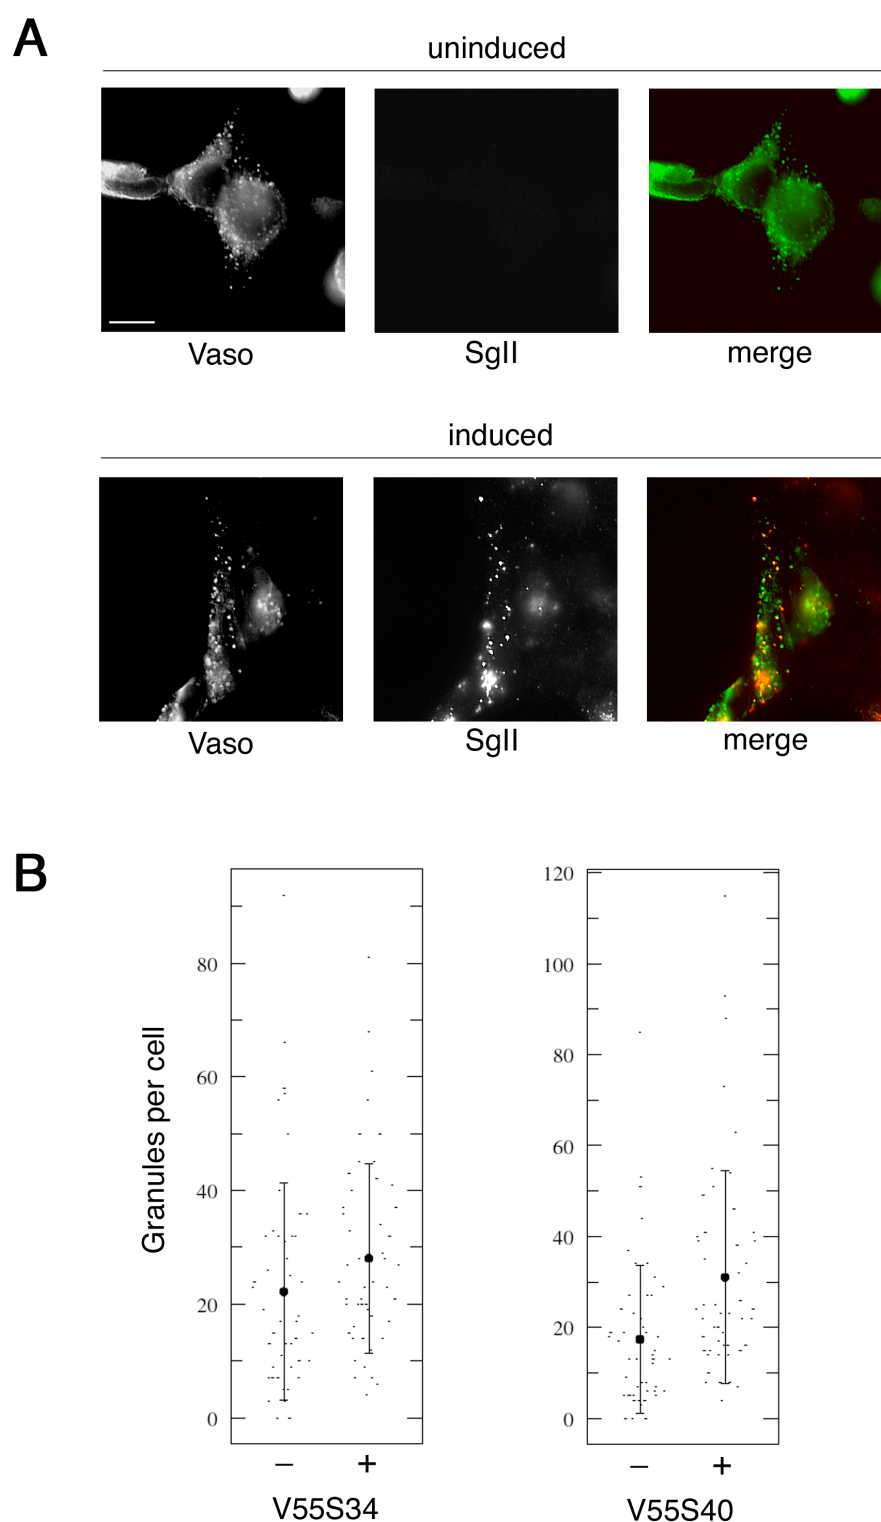 A
uninduced
Vaso SgII merge
induced
Vaso SgII merge
B
Granules per cell
80
60
40
20
0
120
100
80
60
40
20
0
– +
– +
V55S34
V55S40